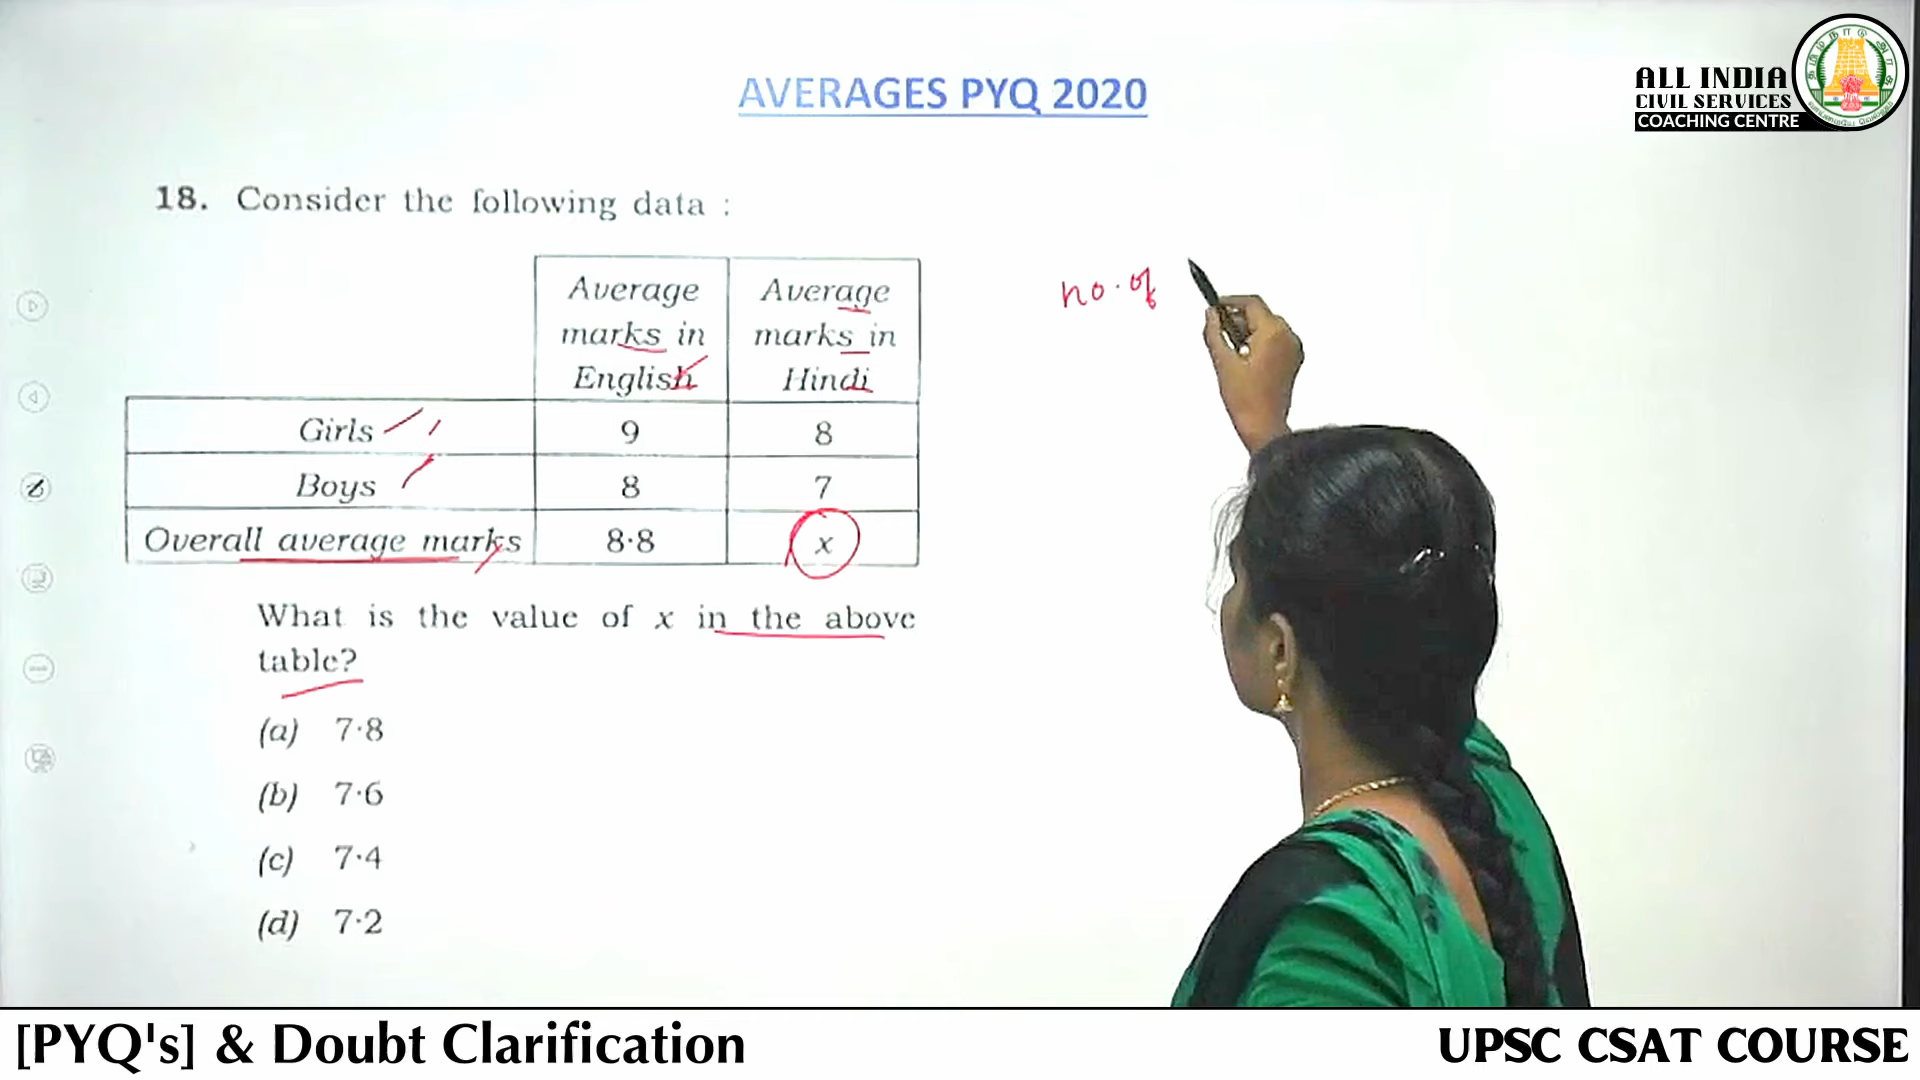 AVERAGES PYQ 2020
ALL INDIA
CIVIL SERVICES
COACHING CENTRE
18. Consider the following data :
Average marks in English
Average marks in Hindi
Girls 9 8
Boys 8 7
Overall average marks 8·8 x
no. of
What is the value of x in the above
table?
(a) 7·8
(b) 7·6
(c) 7·4
(d) 7·2
[PYQ's] & Doubt Clarification
UPSC CSAT COURSE